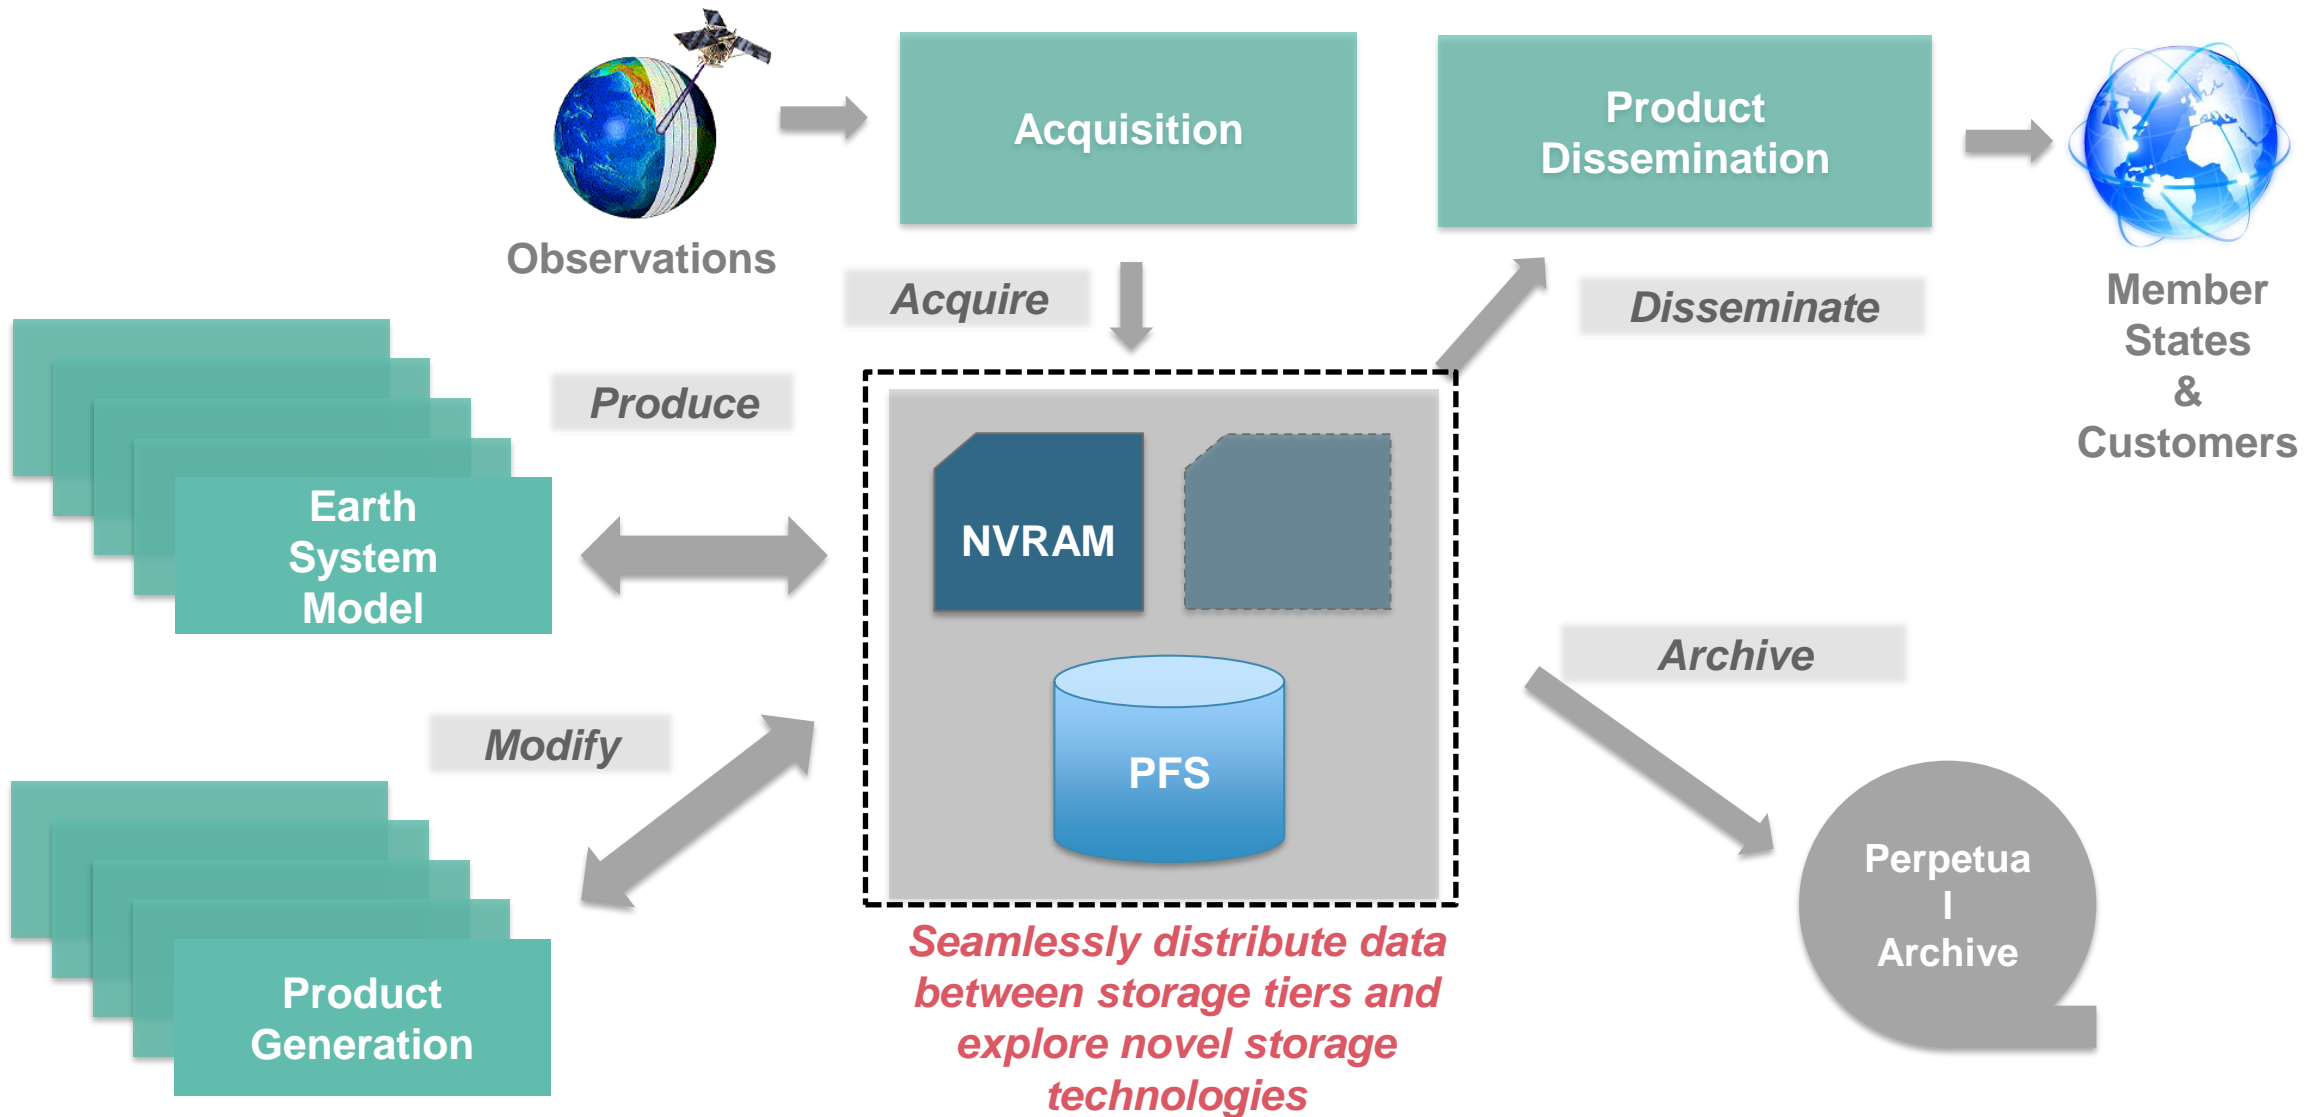 Observations
Acquisition
Product
Dissemination
Member
States
&
Customers
Acquire
Disseminate
Produce
Earth
System
Model
NVRAM
PFS
Modify
Archive
Product
Generation
Perpetua
l
Archive
Seamlessly distribute data
between storage tiers and
explore novel storage
technologies